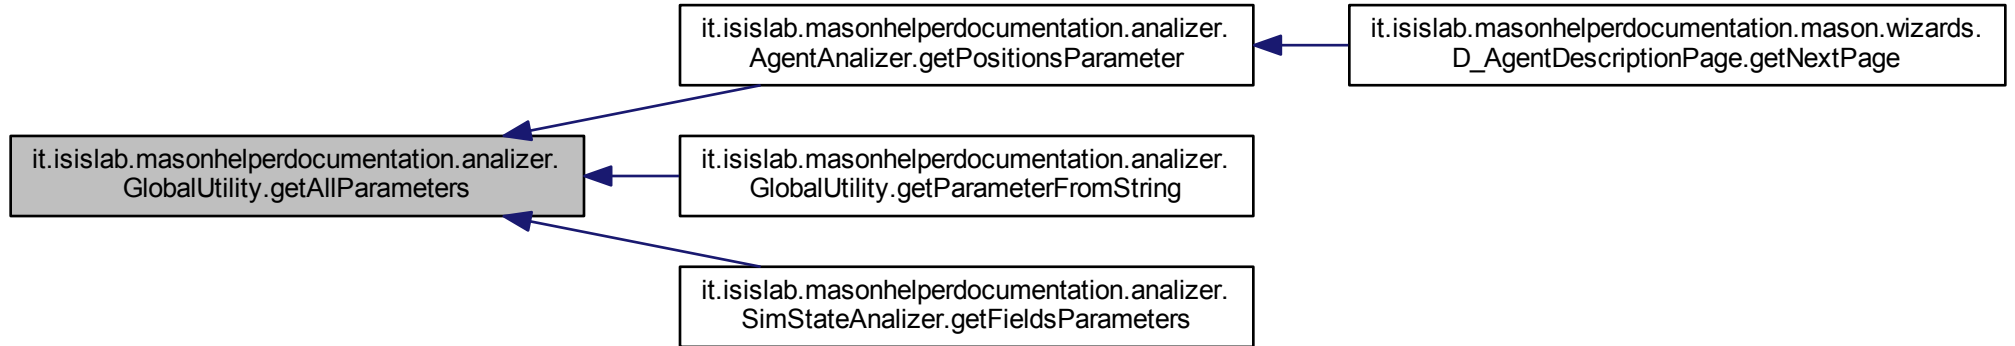 it.isislab.masonhelperdocumentation.analizer.
AgentAnalizer.getPositionsParameter
it.isislab.masonhelperdocumentation.mason.wizards.
D_AgentDescriptionPage.getNextPage
it.isislab.masonhelperdocumentation.analizer.
GlobalUtility.getAllParameters
it.isislab.masonhelperdocumentation.analizer.
GlobalUtility.getParameterFromString
it.isislab.masonhelperdocumentation.analizer.
SimStateAnalizer.getFieldsParameters